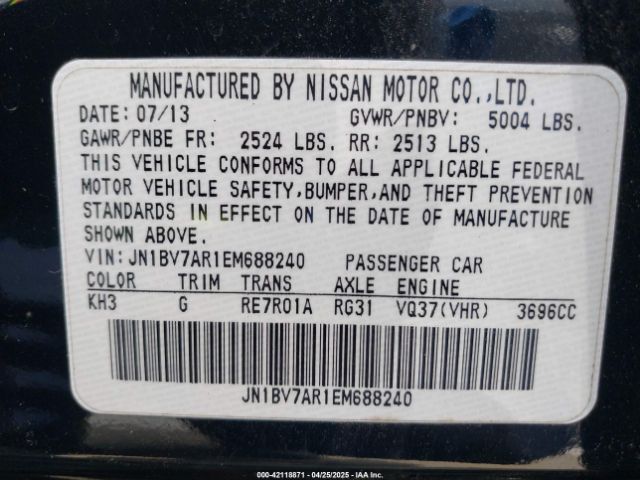 MANUFACTURED BY NISSAN MOTOR CO.,LTD.
DATE: 07/13 GVWR/PNBV: 5004 LBS.
GAWR/PNBE FR: 2524 LBS. RR: 2513 LBS.
THIS VEHICLE CONFORMS TO ALL APPLICABLE FEDERAL
MOTOR VEHICLE SAFETY,BUMPER,AND THEFT PREVENTION
STANDARDS IN EFFECT ON THE DATE OF MANUFACTURE
SHOWN ABOVE.
VIN:JN1BV7AR1EM688240 PASSENGER CAR
COLOR TRIM TRANS AXLE ENGINE
KH3 G RE7R01A RG31 VQ37(VHR) 3696CC
JN1BV7AR1EM688240
000-42118871 - 04/25/2025 - IAA Inc.